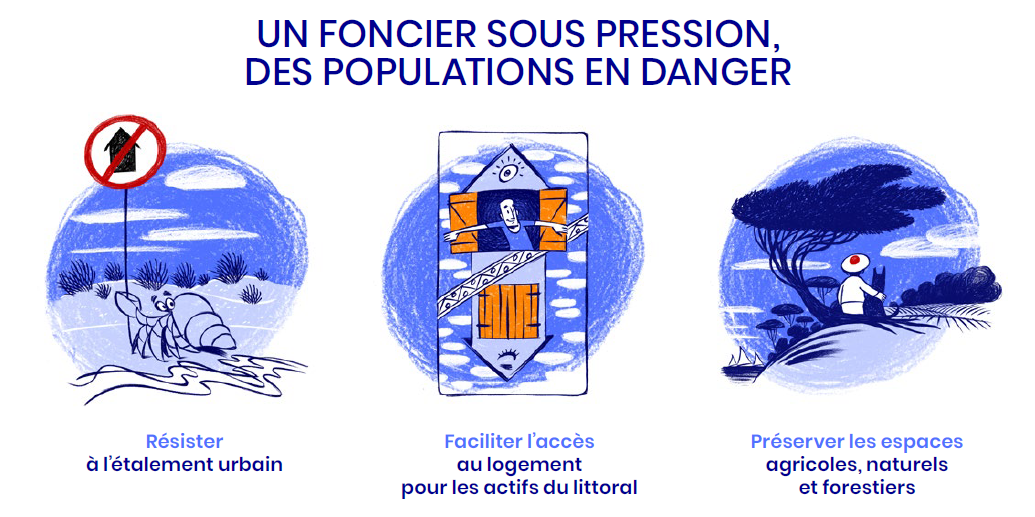 UN FONCIER SOUS PRESSION,
DES POPULATIONS EN DANGER
Résister
à l'étalement urbain
Faciliter l'accès
au logement
pour les actifs du littoral
Préserver les espaces
agricoles, naturels
et forestiers